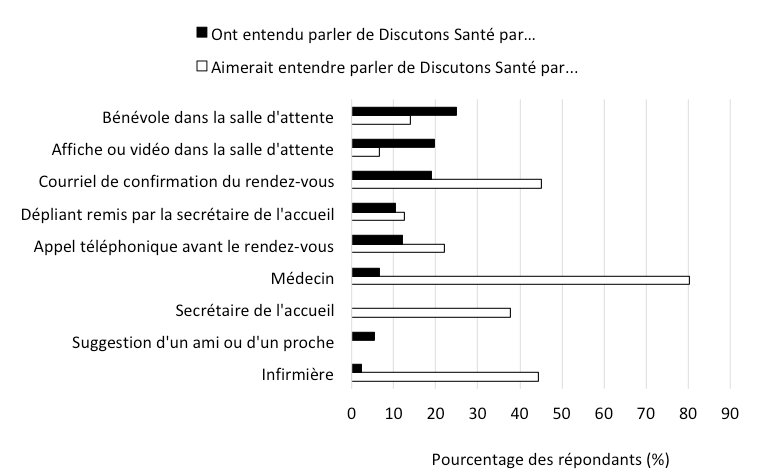 Ont entendu parler de Discutons Santé par...
Aimerait entendre parler de Discutons Santé par...
Bénévole dans la salle d'attente
Affiche ou vidéo dans la salle d'attente
Courriel de confirmation du rendez-vous
Dépliant remis par la secrétaire de l'accueil
Appel téléphonique avant le rendez-vous
Médecin
Secrétaire de l'accueil
Suggestion d'un ami ou d'un proche
Infirmière
0 10 20 30 40 50 60 70 80 90
Pourcentage des répondants (%)